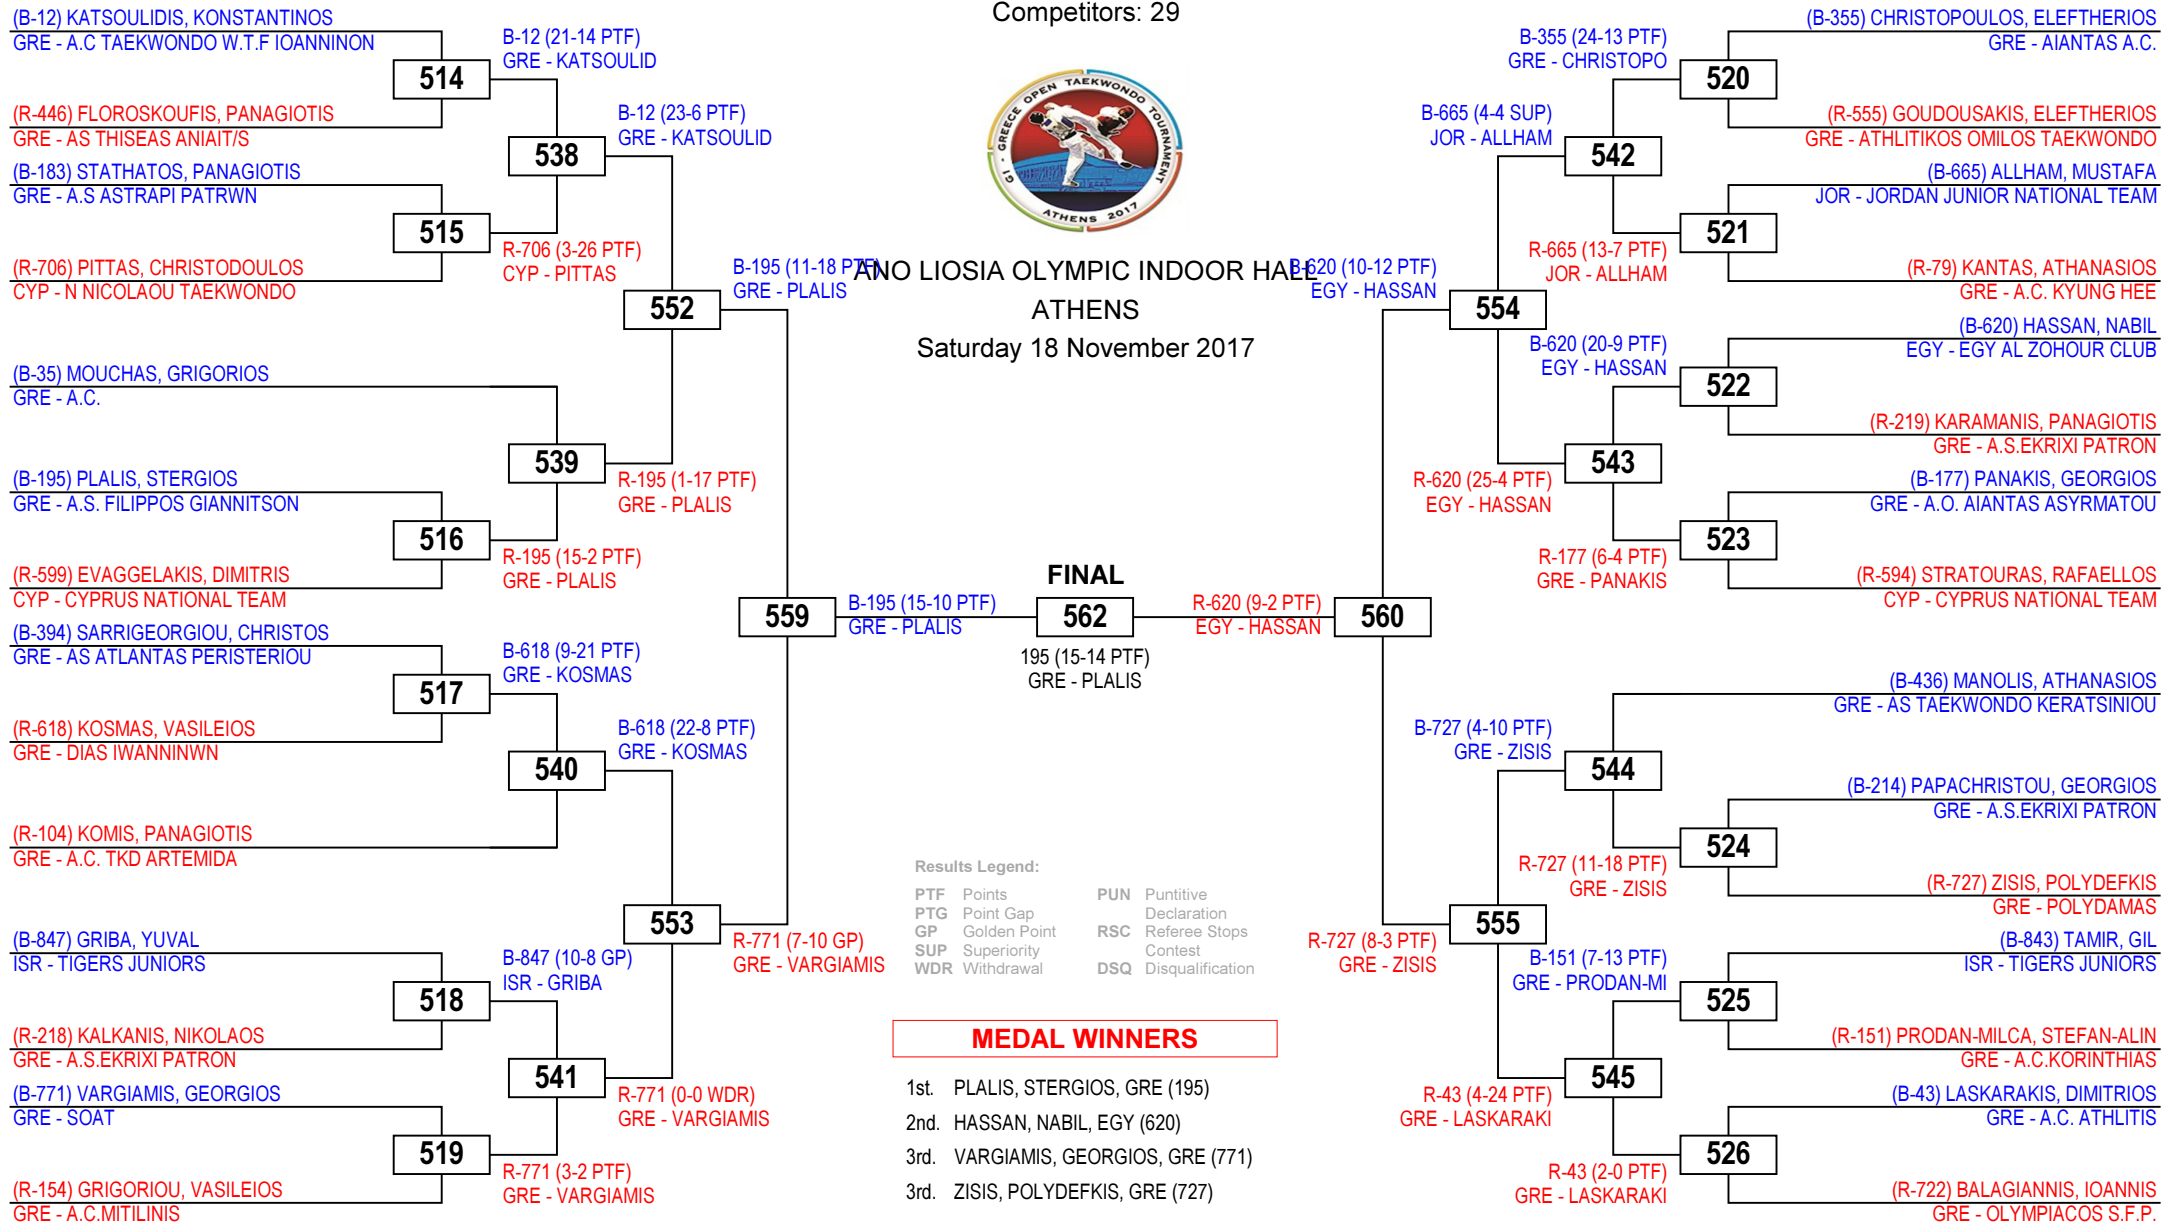 Competitors: 29
G1 - GREECE OPEN TAEKWONDO TOURNAMENT
ATHENS 2017
ANO LIOSIA OLYMPIC INDOOR HALL
ATHENS
Saturday 18 November 2017
(B-12) KATSOULIDIS, KONSTANTINOS
GRE - A.C TAEKWONDO W.T.F IOANNINON
(R-446) FLOROSKOUFIS, PANAGIOTIS
GRE - AS THISEAS ANIAIT/S
(B-183) STATHATOS, PANAGIOTIS
GRE - A.S ASTRAPI PATRWN
(R-706) PITTAS, CHRISTODOULOS
CYP - N NICOLAOU TAEKWONDO
(B-35) MOUCHAS, GRIGORIOS
GRE - A.C.
(B-195) PLALIS, STERGIOS
GRE - A.S. FILIPPOS GIANNITSON
(R-599) EVAGGELAKIS, DIMITRIS
CYP - CYPRUS NATIONAL TEAM
(B-394) SARRIGEORGIOU, CHRISTOS
GRE - AS ATLANTAS PERISTERIOU
(R-618) KOSMAS, VASILEIOS
GRE - DIAS IWANNINWN
(R-104) KOMIS, PANAGIOTIS
GRE - A.C. TKD ARTEMIDA
(B-847) GRIBA, YUVAL
ISR - TIGERS JUNIORS
(R-218) KALKANIS, NIKOLAOS
GRE - A.S.EKRIXI PATRON
(B-771) VARGIAMIS, GEORGIOS
GRE - SOAT
(R-154) GRIGORIOU, VASILEIOS
GRE - A.C.MITILINIS
514
515
516
517
518
519
B-12 (21-14 PTF)
GRE - KATSOULID
R-706 (3-26 PTF)
CYP - PITTAS
R-195 (15-2 PTF)
GRE - PLALIS
B-618 (9-21 PTF)
GRE - KOSMAS
B-847 (10-8 GP)
ISR - GRIBA
R-771 (3-2 PTF)
GRE - VARGIAMIS
538
539
540
541
B-12 (23-6 PTF)
GRE - KATSOULID
R-195 (1-17 PTF)
GRE - PLALIS
B-618 (22-8 PTF)
GRE - KOSMAS
R-771 (0-0 WDR)
GRE - VARGIAMIS
552
553
B-195 (11-18 PTF)
GRE - PLALIS
R-771 (7-10 GP)
GRE - VARGIAMIS
559
B-195 (15-10 PTF)
GRE - PLALIS
FINAL
562
195 (15-14 PTF)
GRE - PLALIS
R-620 (9-2 PTF)
EGY - HASSAN
560
B-620 (10-12 PTF)
EGY - HASSAN
R-727 (8-3 PTF)
GRE - ZISIS
554
555
B-665 (4-4 SUP)
JOR - ALLHAM
R-620 (25-4 PTF)
EGY - HASSAN
B-727 (4-10 PTF)
GRE - ZISIS
R-43 (4-24 PTF)
GRE - LASKARAKI
542
543
544
545
B-355 (24-13 PTF)
GRE - CHRISTOPO
R-665 (13-7 PTF)
JOR - ALLHAM
B-620 (20-9 PTF)
EGY - HASSAN
R-177 (6-4 PTF)
GRE - PANAKIS
R-727 (11-18 PTF)
GRE - ZISIS
B-151 (7-13 PTF)
GRE - PRODAN-MI
R-43 (2-0 PTF)
GRE - LASKARAKI
520
521
522
523
524
525
526
(B-355) CHRISTOPOULOS, ELEFTHERIOS
GRE - AIANTAS A.C.
(R-555) GOUDOUSAKIS, ELEFTHERIOS
GRE - ATHLITIKOS OMILOS TAEKWONDO
(B-665) ALLHAM, MUSTAFA
JOR - JORDAN JUNIOR NATIONAL TEAM
(R-79) KANTAS, ATHANASIOS
GRE - A.C. KYUNG HEE
(B-620) HASSAN, NABIL
EGY - EGY AL ZOHOUR CLUB
(R-219) KARAMANIS, PANAGIOTIS
GRE - A.S.EKRIXI PATRON
(B-177) PANAKIS, GEORGIOS
GRE - A.O. AIANTAS ASYRMATOU
(R-594) STRATOURAS, RAFAELLOS
CYP - CYPRUS NATIONAL TEAM
(B-436) MANOLIS, ATHANASIOS
GRE - AS TAEKWONDO KERATSINIOU
(B-214) PAPACHRISTOU, GEORGIOS
GRE - A.S.EKRIXI PATRON
(R-727) ZISIS, POLYDEFKIS
GRE - POLYDAMAS
(B-843) TAMIR, GIL
ISR - TIGERS JUNIORS
(R-151) PRODAN-MILCA, STEFAN-ALIN
GRE - A.C.KORINTHIAS
(B-43) LASKARAKIS, DIMITRIOS
GRE - A.C. ATHLITIS
(R-722) BALAGIANNIS, IOANNIS
GRE - OLYMPIACOS S.F.P.
Results Legend:
PTF Points
PTG Point Gap
GP Golden Point
SUP Superiority
WDR Withdrawal
PUN Puntitive
Declaration
RSC Referee Stops
Contest
DSQ Disqualification
MEDAL WINNERS
1st. PLALIS, STERGIOS, GRE (195)
2nd. HASSAN, NABIL, EGY (620)
3rd. VARGIAMIS, GEORGIOS, GRE (771)
3rd. ZISIS, POLYDEFKIS, GRE (727)